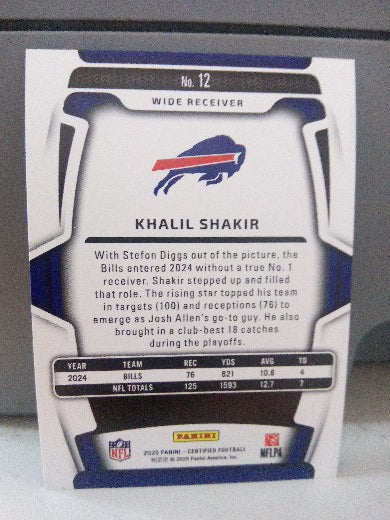 No. 12
WIDE RECEIVER
KHALIL SHAKIR
With Stefon Diggs out of the picture, the
Bills entered 2024 without a true No. 1
receiver. Shakir stepped up and filled
that role. The rising star topped his team
in targets (100) and receptions (76) to
emerge as Josh Allen's go-to guy. He also
brought in a club-best 18 catches
during the playoffs.
YEAR TEAM REC YDS AVG TD
2024 BILLS 76 821 10.8 4
NFL TOTALS 125 1593 12.7 7
NFL
PANINI
NFLPA
2025 PANINI - CERTIFIED FOOTBALL
© 2025 Panini America, Inc.